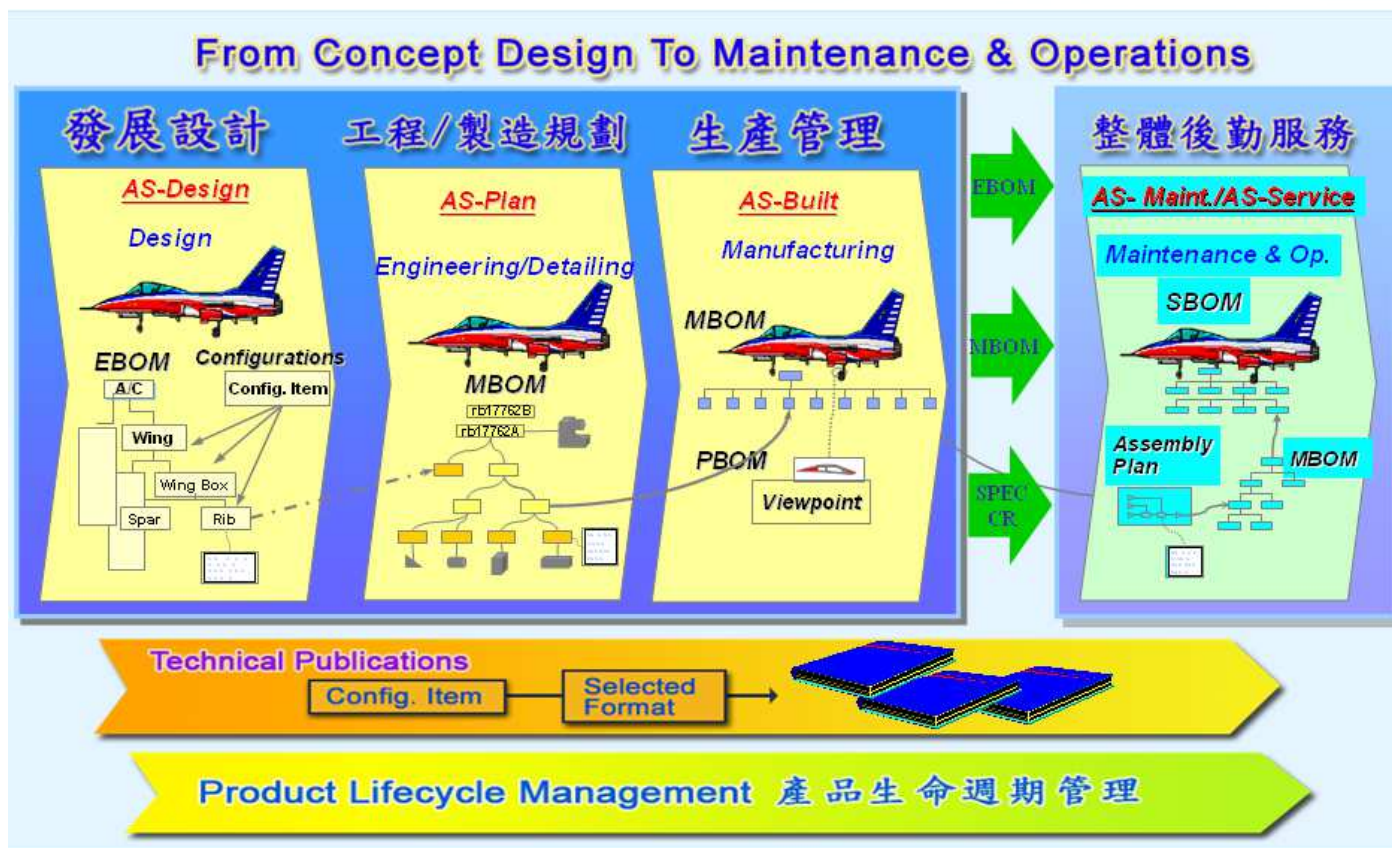 From Concept Design To Maintenance & Operations
發展設計
AS-Design
Design
EBOM
Configurations
A/C
Config. Item
Wing
Wing Box
Spar
Rib
工程/製造規劃
AS-Plan
Engineering/Detailing
MBOM
rb17762B
rb17762A
生產管理
AS-Built
Manufacturing
MBOM
PBOM
Viewpoint
EBOM
MBOM
SPEC
CR
整體後勤服務
AS- Maint./AS-Service
Maintenance & Op.
SBOM
Assembly
Plan
MBOM
Technical Publications
Config. Item
Selected
Format
Product Lifecycle Management 產品生命週期管理